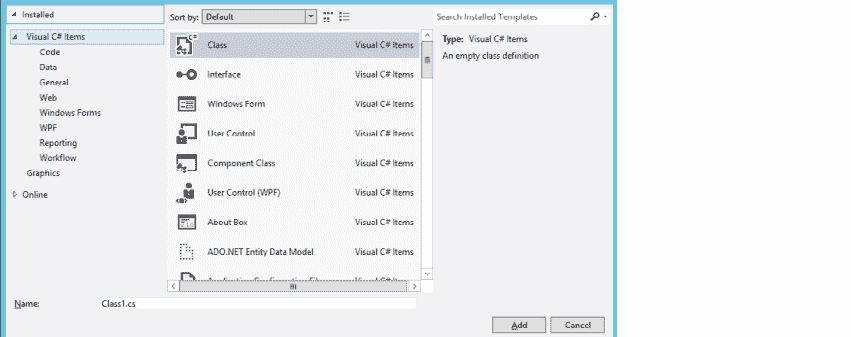 Installed
Sort by: Default
Search Installed Templates
Visual C# Items
Code
Data
General
Web
Windows Forms
WPF
Reporting
Workflow
Graphics
Online
C#
Class Visual C# Items
Interface Visual C# Items
Windows Form Visual C# Items
User Control Visual C# Items
Component Class Visual C# Items
User Control (WPF) Visual C# Items
About Box Visual C# Items
ADO.NET Entity Data Model Visual C# Items
Visual C# Items
Type: Visual C# Items
An empty class definition
Name: Class1.cs
Add Cancel